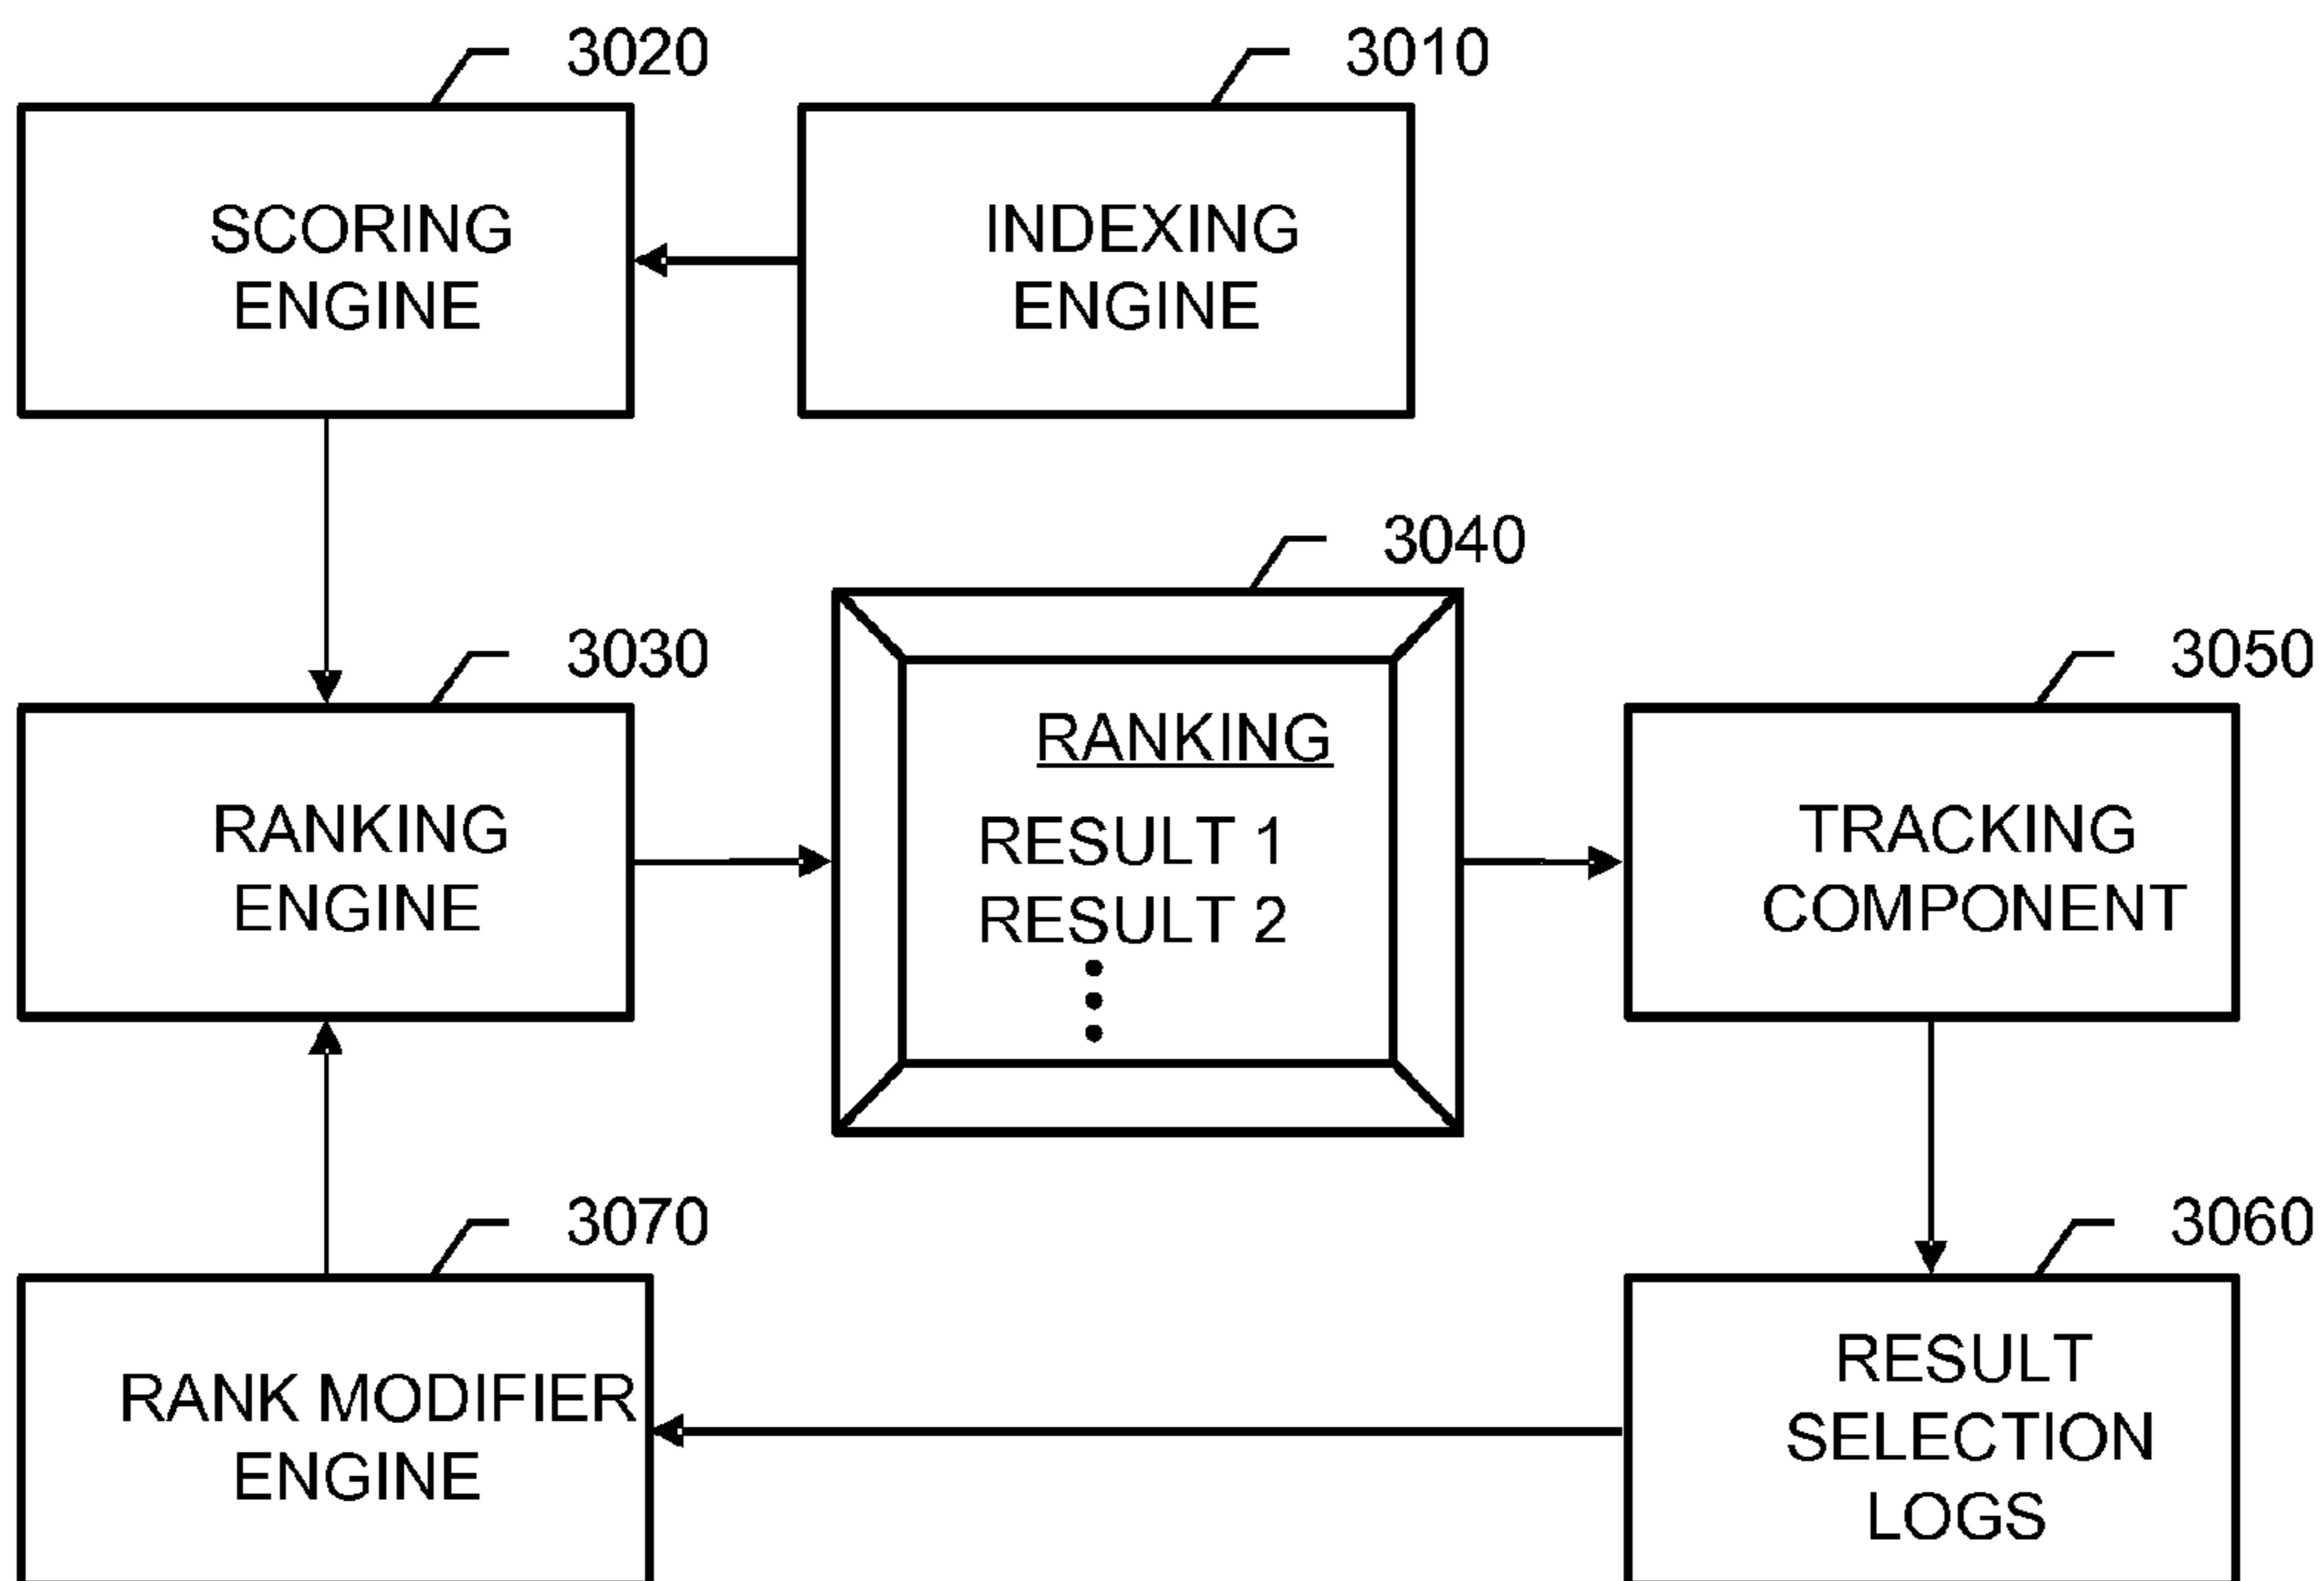 3020
SCORING
ENGINE
3010
INDEXING
ENGINE
3030
RANKING
ENGINE
3040
RANKING
RESULT 1
RESULT 2
3050
TRACKING
COMPONENT
3070
RANK MODIFIER
ENGINE
3060
RESULT
SELECTION
LOGS